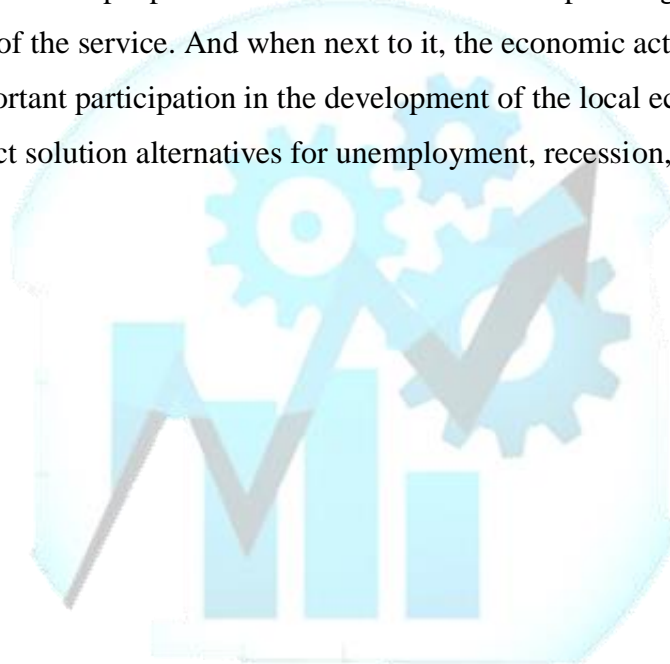 of the service. And when next to it, the economic act
ortant participation in the development of the local ec
ct solution alternatives for unemployment, recession,